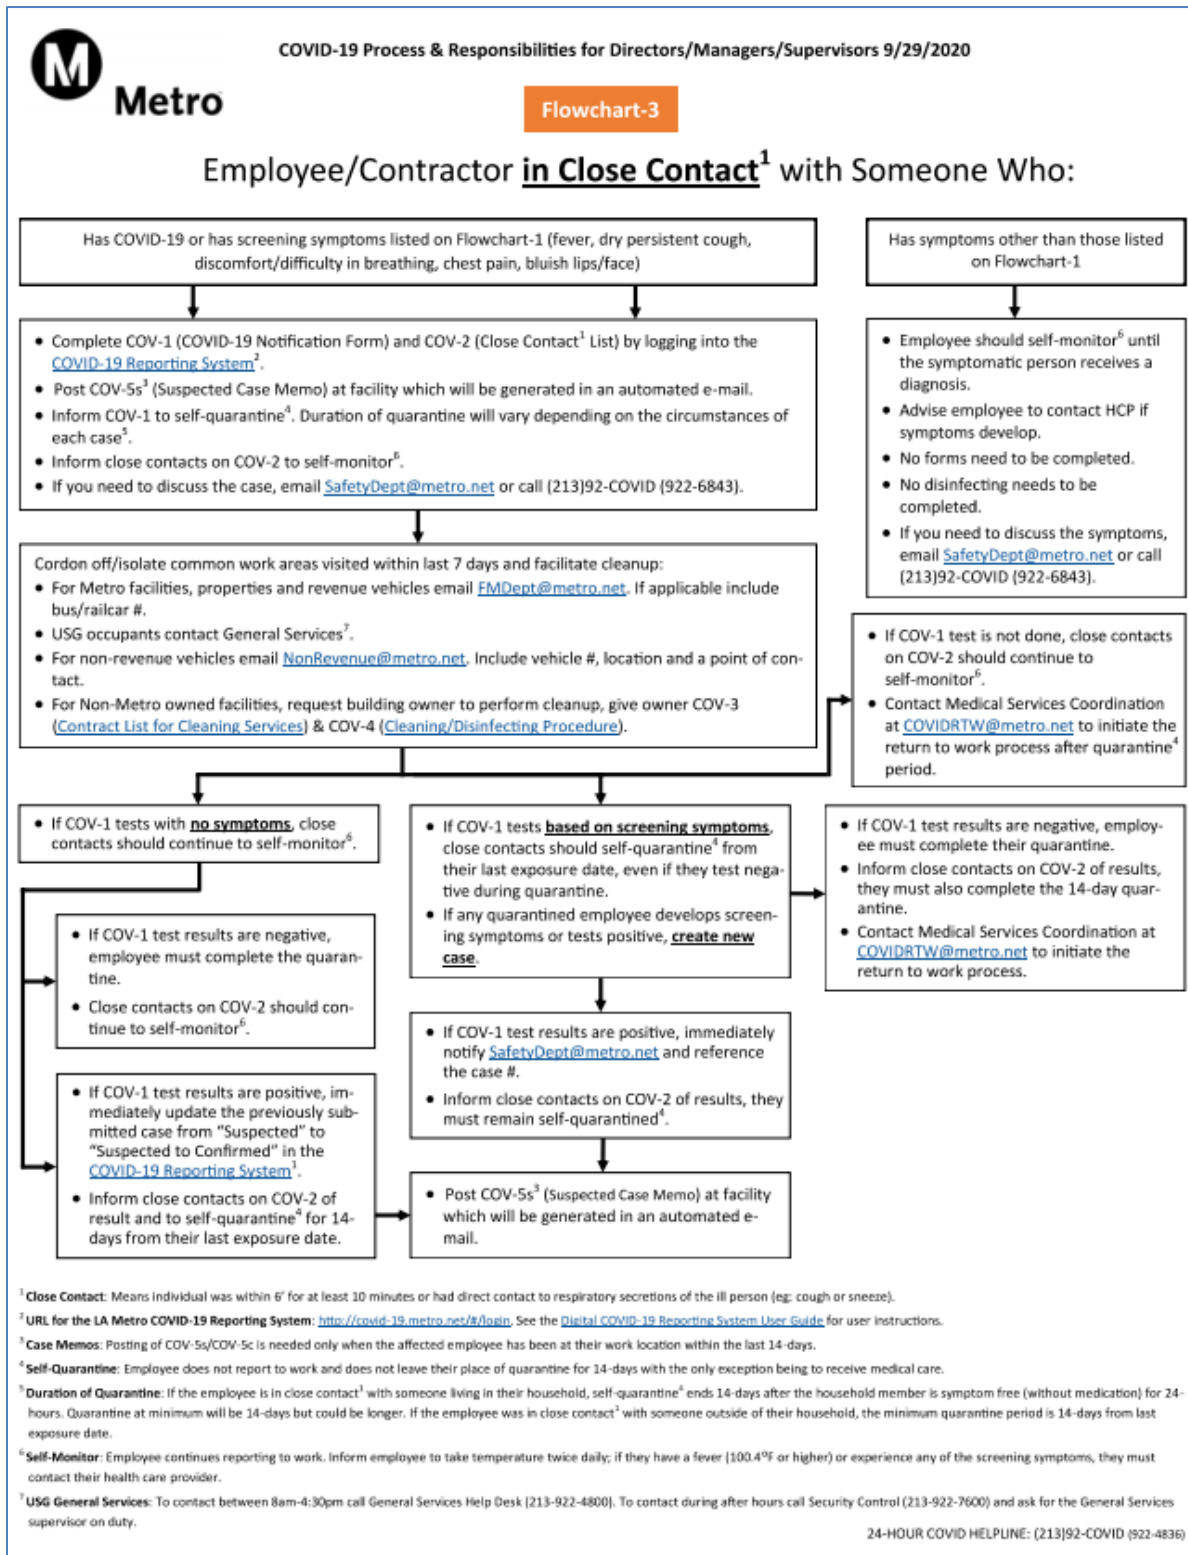 M
Metro
COVID-19 Process & Responsibilities for Directors/Managers/Supervisors 9/29/2020
Flowchart-3
Employee/Contractor in Close Contact¹ with Someone Who:
Has COVID-19 or has screening symptoms listed on Flowchart-1 (fever, dry persistent cough,
discomfort/difficulty in breathing, chest pain, bluish lips/face)
Has symptoms other than those listed
on Flowchart-1
• Complete COV-1 (COVID-19 Notification Form) and COV-2 (Close Contact¹ List) by logging into the
COVID-19 Reporting System².
• Post COV-5s³ (Suspected Case Memo) at facility which will be generated in an automated e-mail.
• Inform COV-1 to self-quarantine⁴. Duration of quarantine will vary depending on the circumstances of
each case⁵.
• Inform close contacts on COV-2 to self-monitor⁶.
• If you need to discuss the case, email SafetyDept@metro.net or call (213)92-COVID (922-6843).
• Employee should self-monitor⁶ until
the symptomatic person receives a
diagnosis.
• Advise employee to contact HCP if
symptoms develop.
• No forms need to be completed.
• No disinfecting needs to be
completed.
• If you need to discuss the symptoms,
email SafetyDept@metro.net or call
(213)92-COVID (922-6843).
Cordon off/isolate common work areas visited within last 7 days and facilitate cleanup:
• For Metro facilities, properties and revenue vehicles email FMDept@metro.net. If applicable include
bus/railcar #.
• USG occupants contact General Services⁷.
• For non-revenue vehicles email NonRevenue@metro.net. Include vehicle #, location and a point of con-
tact.
• For Non-Metro owned facilities, request building owner to perform cleanup, give owner COV-3
(Contract List for Cleaning Services) & COV-4 (Cleaning/Disinfecting Procedure).
• If COV-1 test is not done, close contacts
on COV-2 should continue to
self-monitor⁶.
• Contact Medical Services Coordination
at COVIDRTW@metro.net to initiate the
return to work process after quarantine⁴
period.
• If COV-1 tests with no symptoms, close
contacts should continue to self-monitor⁶.
• If COV-1 tests based on screening symptoms,
close contacts should self-quarantine⁴ from
their last exposure date, even if they test nega-
tive during quarantine.
• If any quarantined employee develops screen-
ing symptoms or tests positive, create new
case.
• If COV-1 test results are negative, employ-
ee must complete their quarantine.
• Inform close contacts on COV-2 of results,
they must also complete the 14-day quar-
antine.
• Contact Medical Services Coordination at
COVIDRTW@metro.net to initiate the
return to work process.
• If COV-1 test results are negative,
employee must complete the quaran-
tine.
• Close contacts on COV-2 should con-
tinue to self-monitor⁶.
• If COV-1 test results are positive, immediately
notify SafetyDept@metro.net and reference
the case #.
• Inform close contacts on COV-2 of results, they
must remain self-quarantined⁴.
• If COV-1 test results are positive, im-
mediately update the previously sub-
mitted case from “Suspected” to
“Suspected to Confirmed” in the
COVID-19 Reporting System¹.
• Inform close contacts on COV-2 of
result and to self-quarantine⁴ for 14-
days from their last exposure date.
• Post COV-5s³ (Suspected Case Memo) at facility
which will be generated in an automated e-
mail.
¹ Close Contact: Means individual was within 6' for at least 10 minutes or had direct contact to respiratory secretions of the ill person (eg: cough or sneeze).
² URL for the LA Metro COVID-19 Reporting System: http://covid-19.metro.net/#/login. See the Digital COVID-19 Reporting System User Guide for user instructions.
³ Case Memos: Posting of COV-5s/COV-5c is needed only when the affected employee has been at their work location within the last 14-days.
⁴ Self-Quarantine: Employee does not report to work and does not leave their place of quarantine for 14-days with the only exception being to receive medical care.
⁵ Duration of Quarantine: If the employee is in close contact¹ with someone living in their household, self-quarantine⁴ ends 14-days after the household member is symptom free (without medication) for 24-
hours. Quarantine at minimum will be 14-days but could be longer. If the employee was in close contact¹ with someone outside of their household, the minimum quarantine period is 14-days from last
exposure date.
⁶ Self-Monitor: Employee continues reporting to work. Inform employee to take temperature twice daily; if they have a fever (100.4°F or higher) or experience any of the screening symptoms, they must
contact their health care provider.
⁷ USG General Services: To contact between 8am-4:30pm call General Services Help Desk (213-922-4800). To contact during after hours call Security Control (213-922-7600) and ask for the General Services
supervisor on duty.
24-HOUR COVID HELPLINE: (213)92-COVID (922-4836)